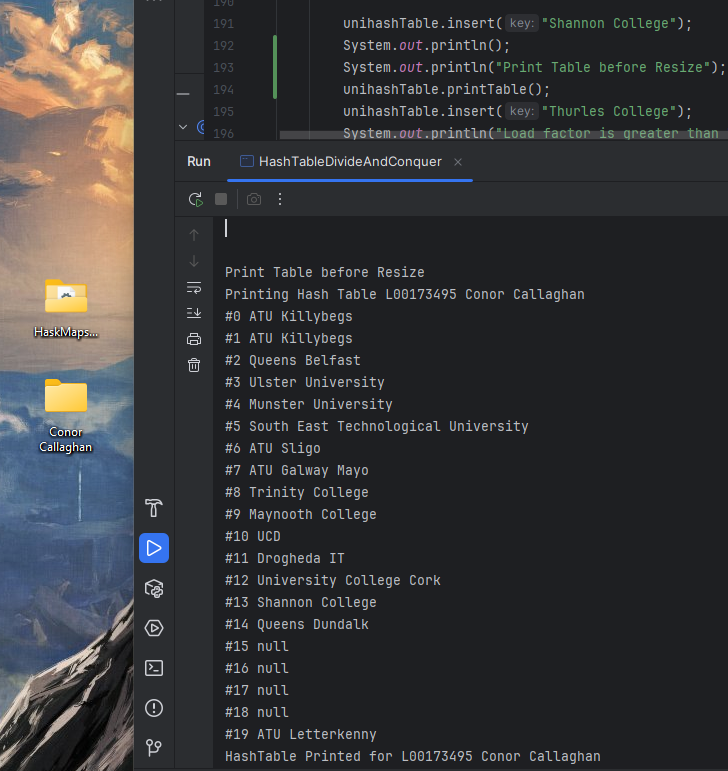 190
191 unihashTable.insert( key: "Shannon College");
192 System.out.println();
193 System.out.println("Print Table before Resize");
194 unihashTable.printTable();
195 unihashTable.insert( key: "Thurles College");
196 System.out.println("Load factor is greater than
Run HashTableDivideAndConquer
HaskMaps...
Conor
Callaghan
Print Table before Resize
Printing Hash Table L00173495 Conor Callaghan
#0 ATU Killybegs
#1 ATU Killybegs
#2 Queens Belfast
#3 Ulster University
#4 Munster University
#5 South East Technological University
#6 ATU Sligo
#7 ATU Galway Mayo
#8 Trinity College
#9 Maynooth College
#10 UCD
#11 Drogheda IT
#12 University College Cork
#13 Shannon College
#14 Queens Dundalk
#15 null
#16 null
#17 null
#18 null
#19 ATU Letterkenny
HashTable Printed for L00173495 Conor Callaghan